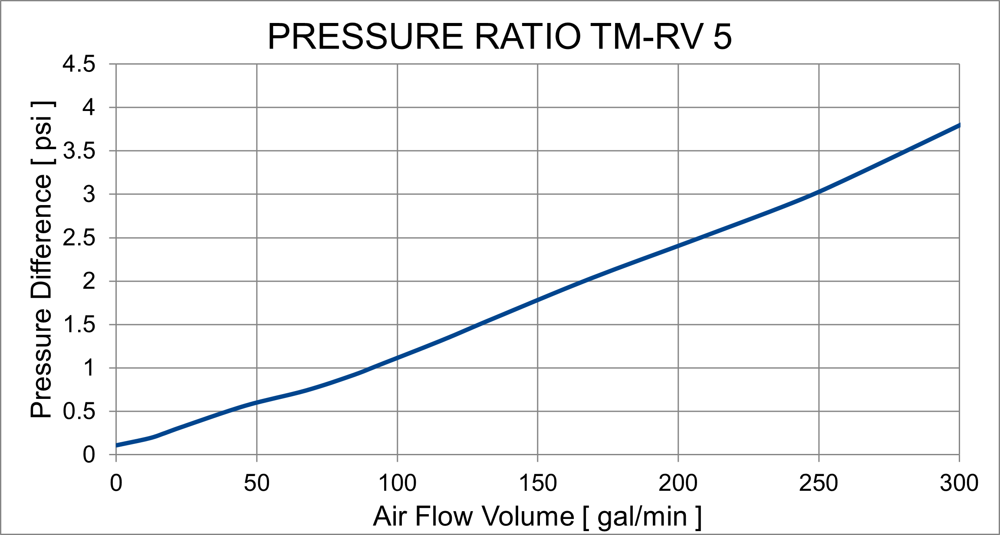 PRESSURE RATIO TM-RV 5
Pressure Difference [ psi ]
4.5
4
3.5
3
2.5
2
1.5
1
0.5
0
0 50 100 150 200 250 300
Air Flow Volume [ gal/min ]